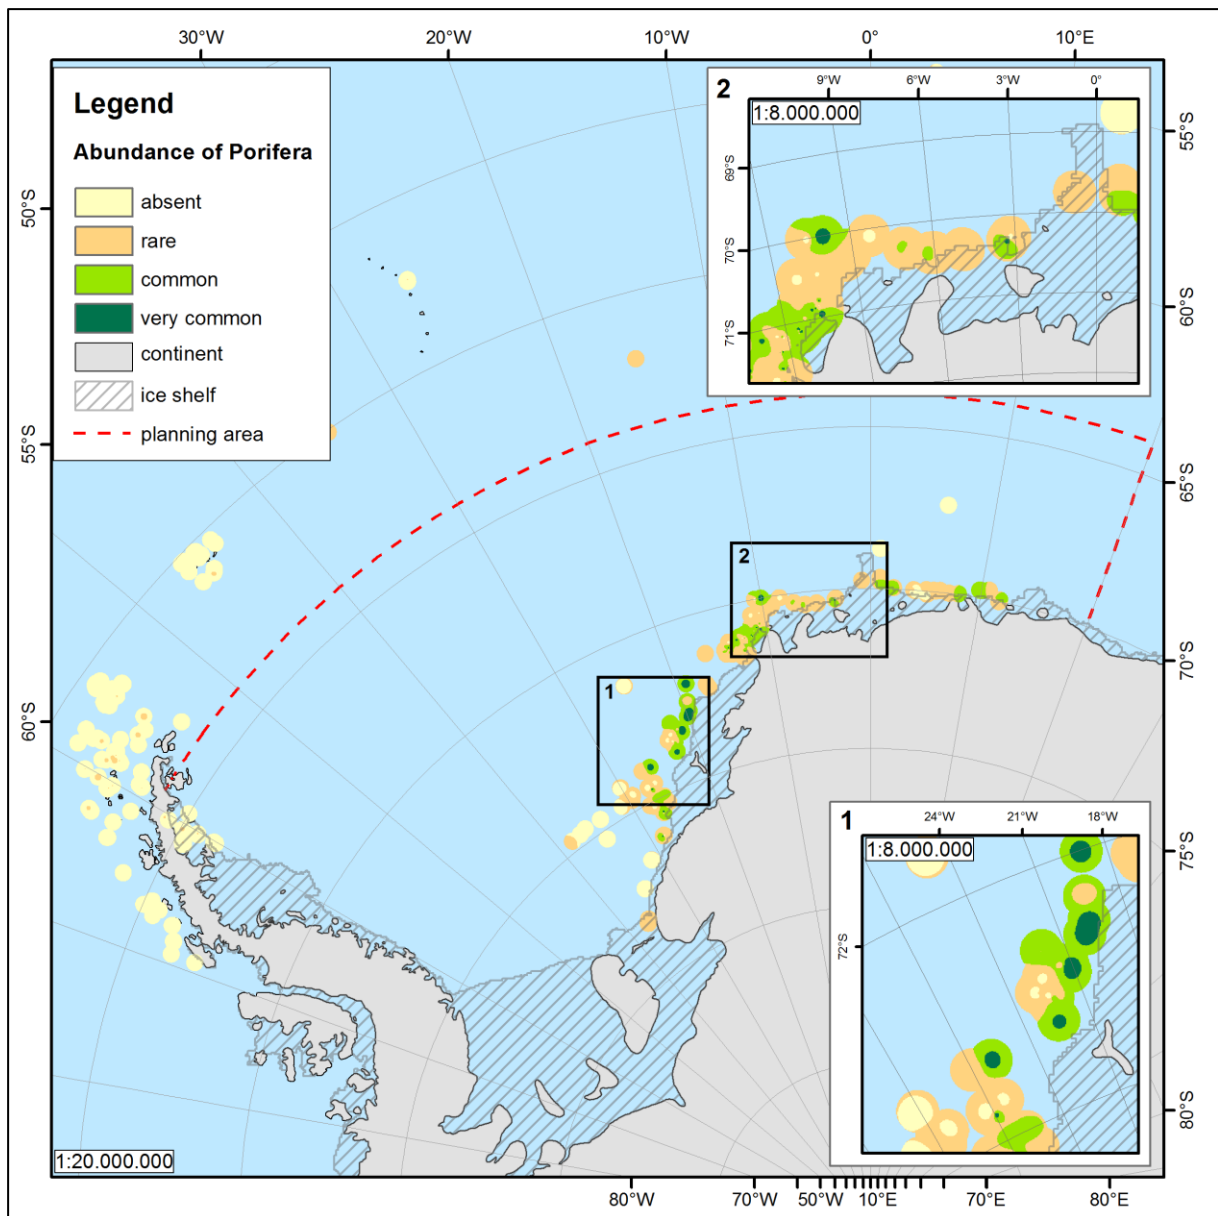 30°W 20°W 10°W 0° 10°E
Legend
Abundance of Porifera
absent
rare
common
very common
continent
ice shelf
planning area
50°S
55°S
60°S
55°S
60°S
65°S
70°S
75°S
80°S
2
9°W 6°W 3°W 0°
1:8.000.000
69°S
70°S
71°S
2
1
1
24°W 21°W 18°W
1:8.000.000
72°S
1:20.000.000
80°W 70°W 50°W 10°E 70°E 80°E